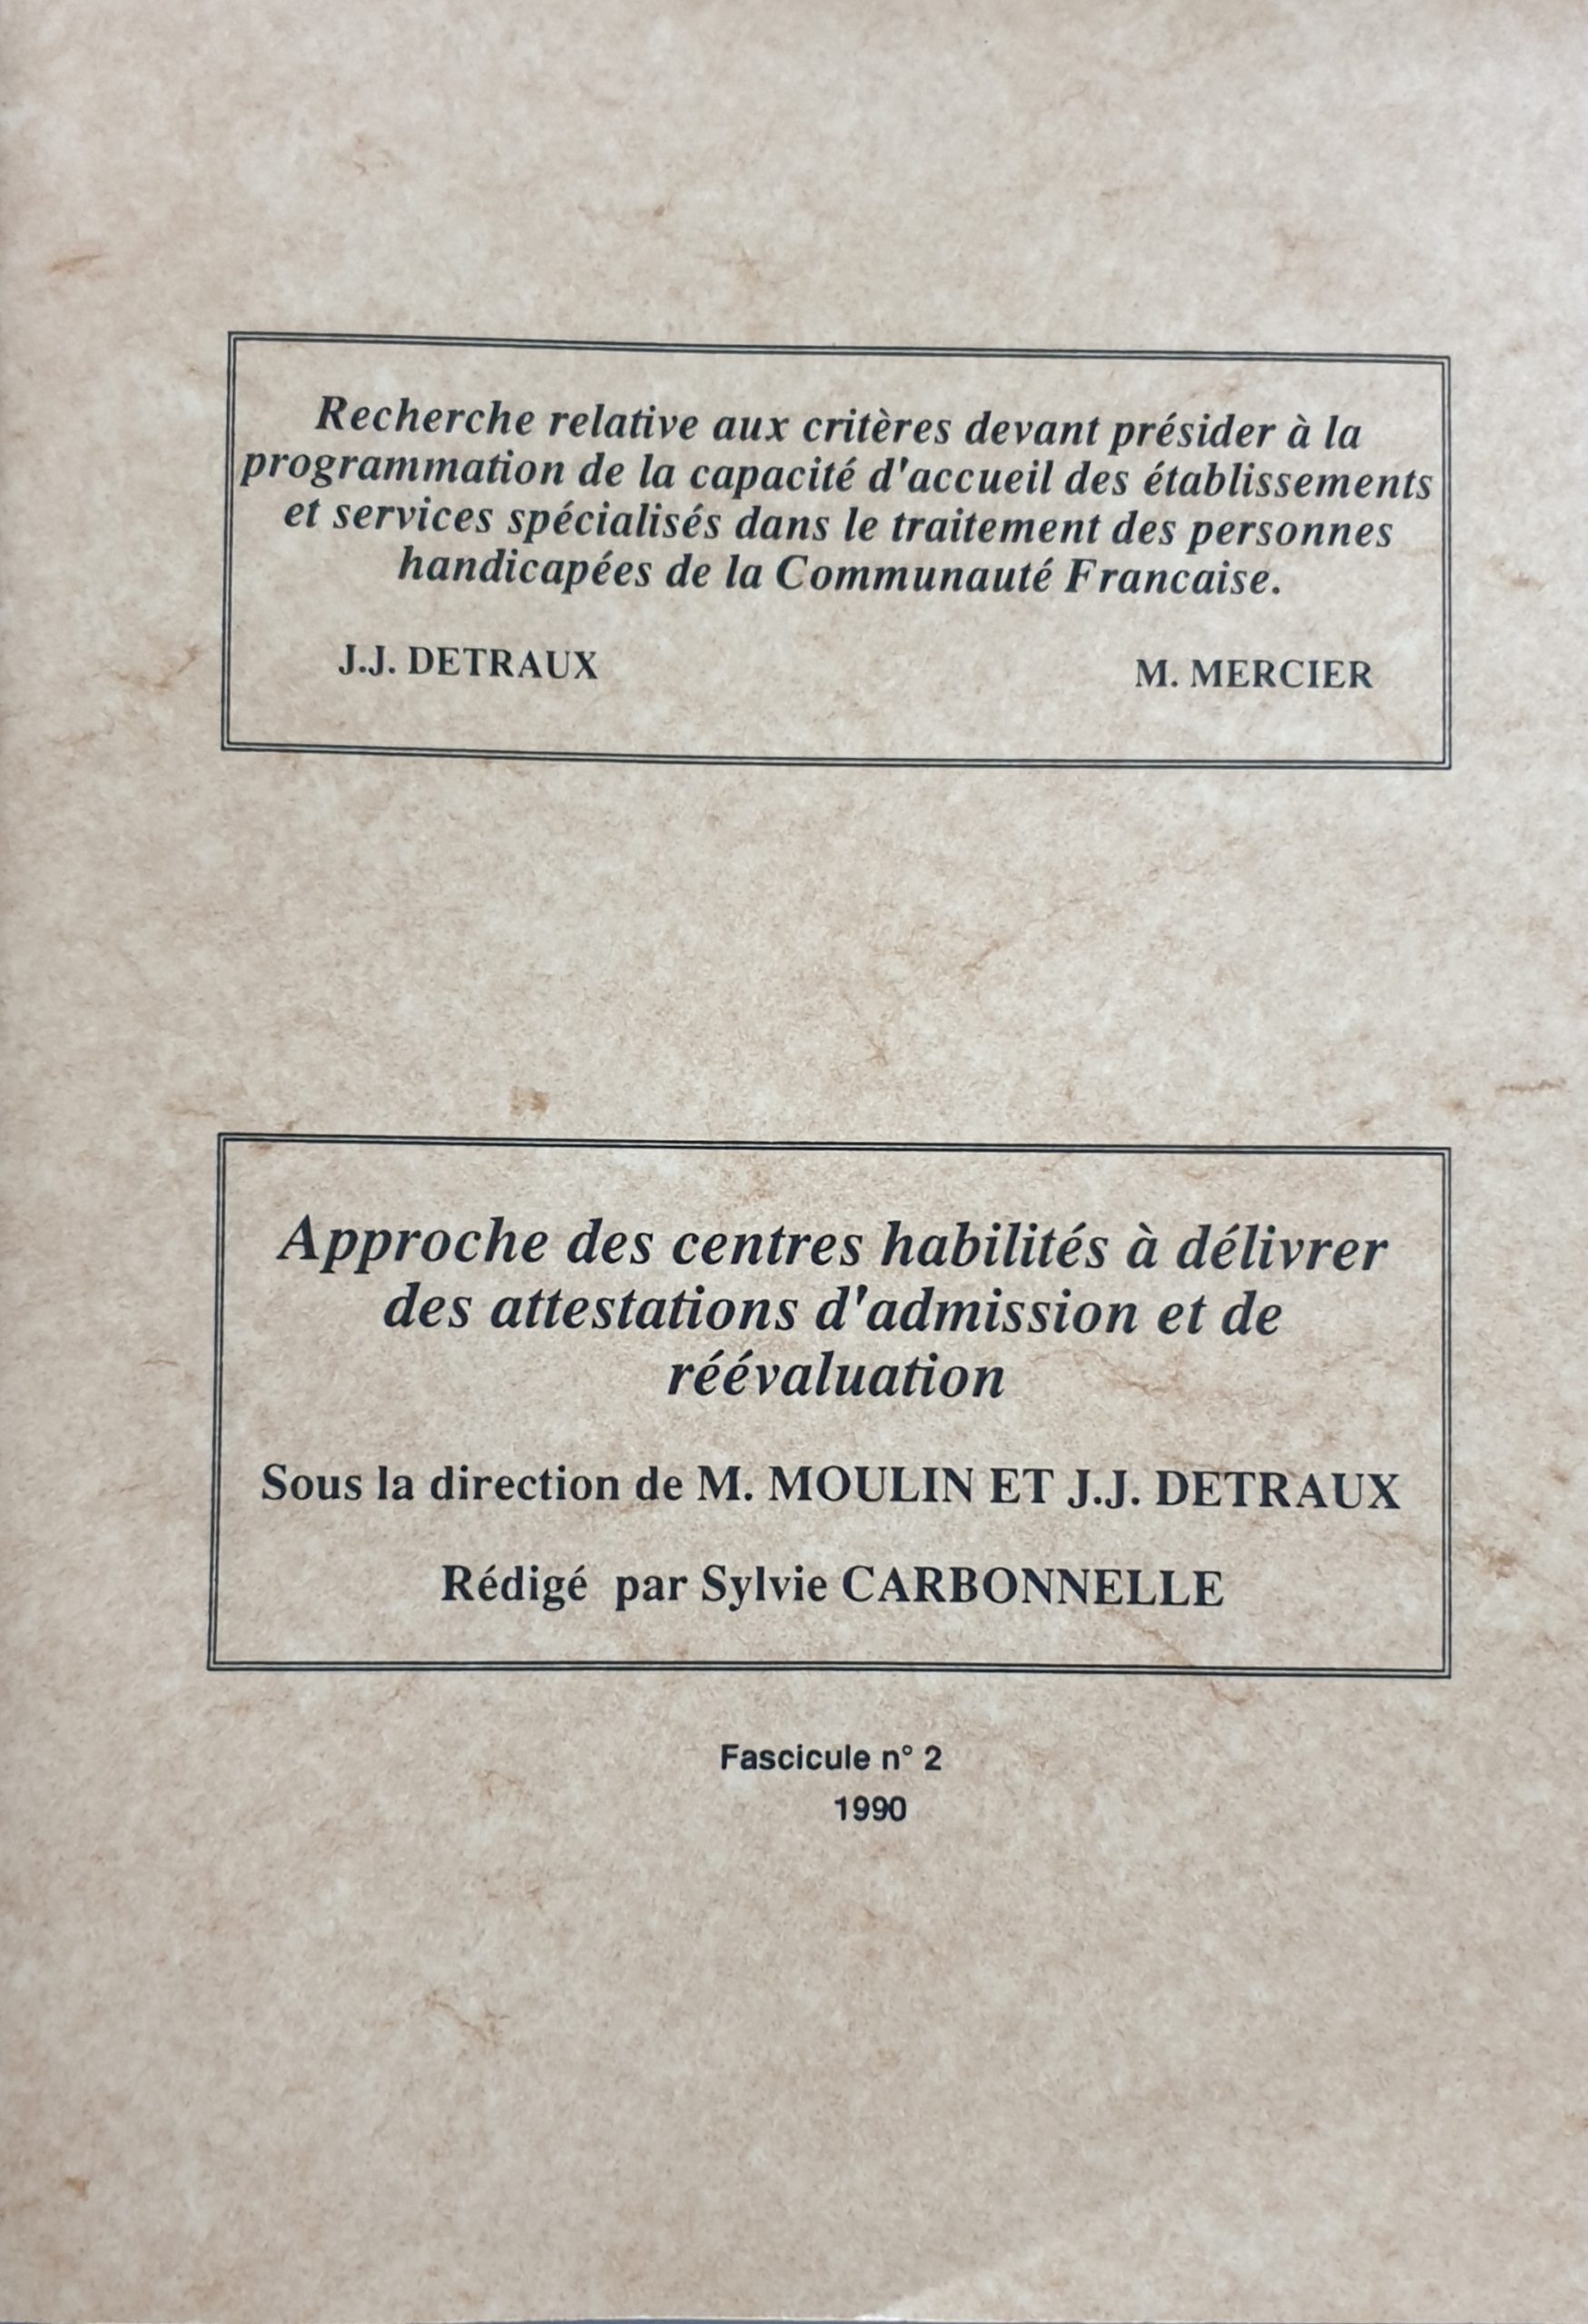 Recherche relative aux critères devant présider à la
programmation de la capacité d'accueil des établissements
et services spécialisés dans le traitement des personnes
handicapées de la Communauté Francaise.
J.J. DETRAUX M. MERCIER
Approche des centres habilités à délivrer
des attestations d'admission et de
réévaluation
Sous la direction de M. MOULIN ET J.J. DETRAUX
Rédigé par Sylvie CARBONNELLE
Fascicule n° 2
1990